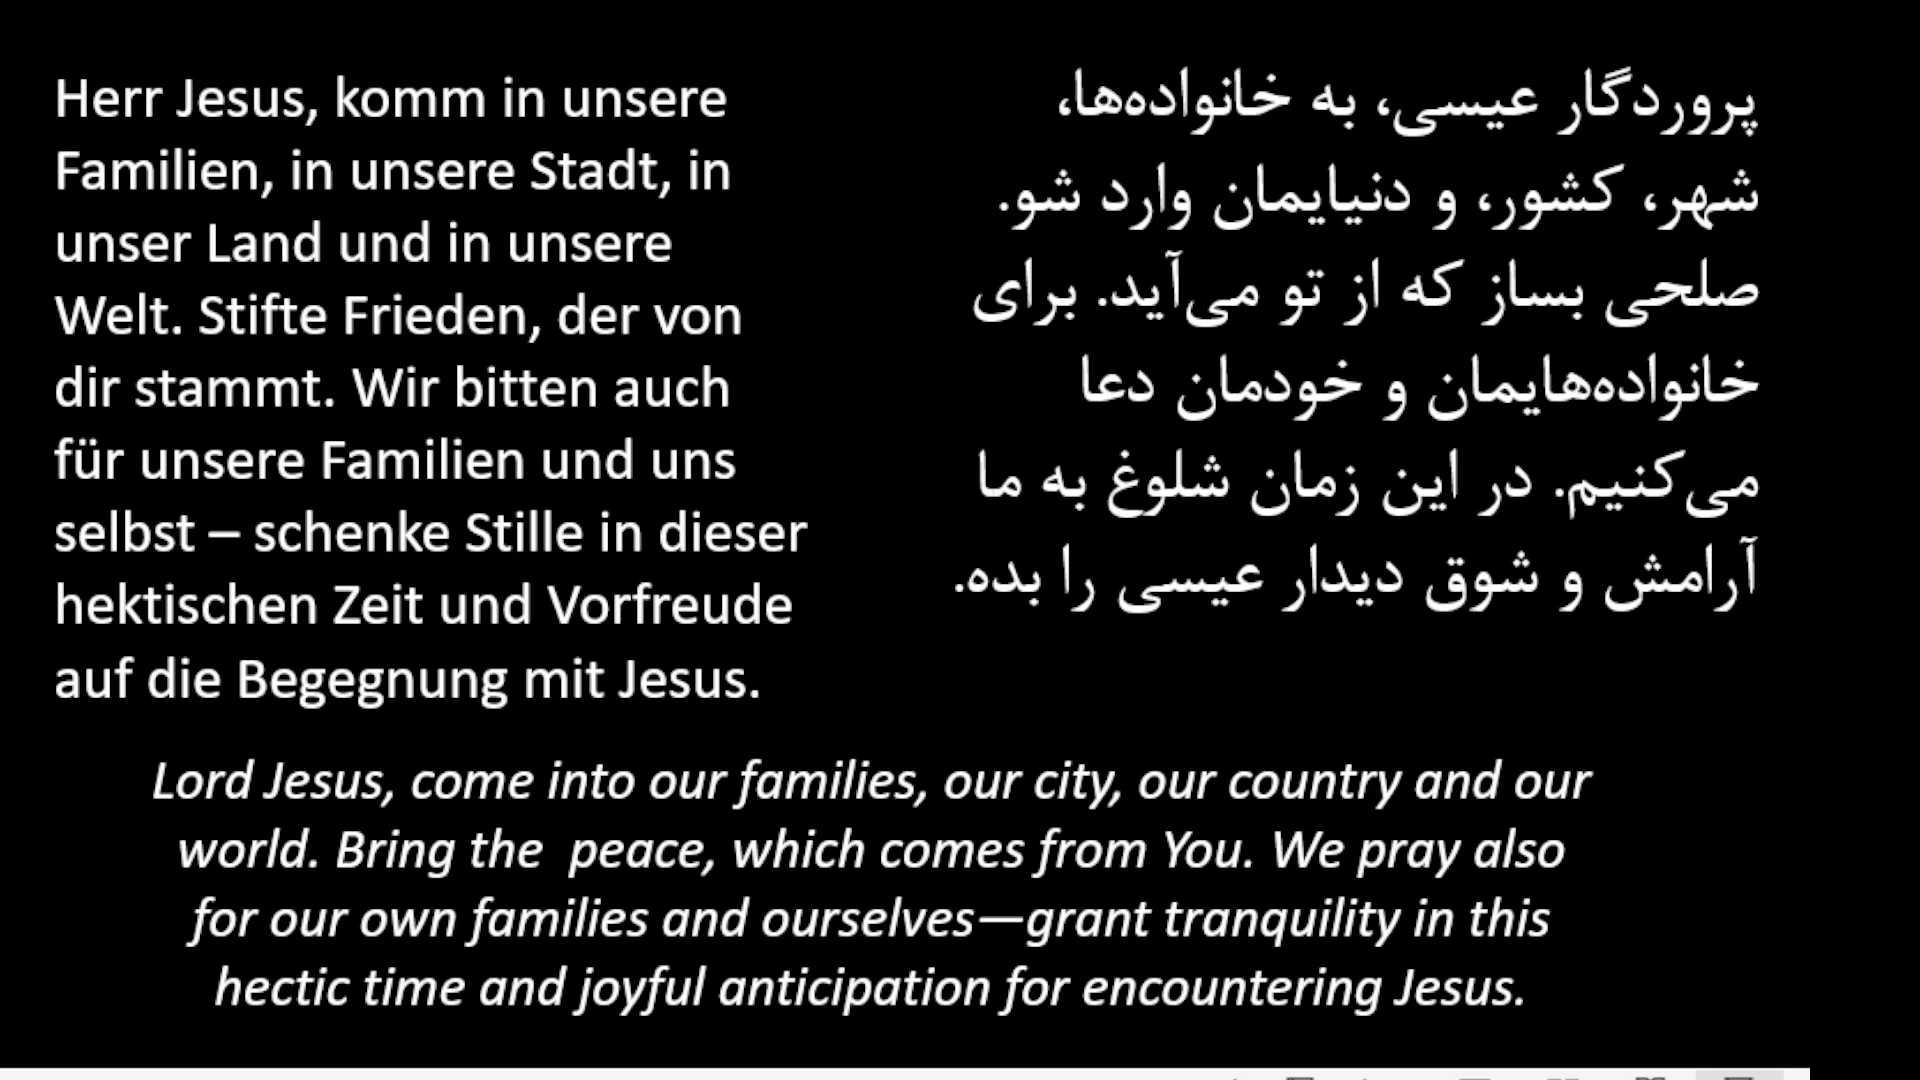 Herr Jesus, komm in unsere
Familien, in unsere Stadt, in
unser Land und in unsere
Welt. Stifte Frieden, der von
dir stammt. Wir bitten auch
für unsere Familien und uns
selbst – schenke Stille in dieser
hektischen Zeit und Vorfreude
auf die Begegnung mit Jesus.
پروردگار عیسی، به خانواده‌ها،
شهر، کشور، و دنیایمان وارد شو.
صلحی بساز که از تو می‌آید. برای
خانواده‌هایمان و خودمان دعا
می‌کنیم. در این زمان شلوغ به ما
آرامش و شوق دیدار عیسی را بده.
Lord Jesus, come into our families, our city, our country and our
world. Bring the  peace, which comes from You. We pray also
for our own families and ourselves—grant tranquility in this
hectic time and joyful anticipation for encountering Jesus.